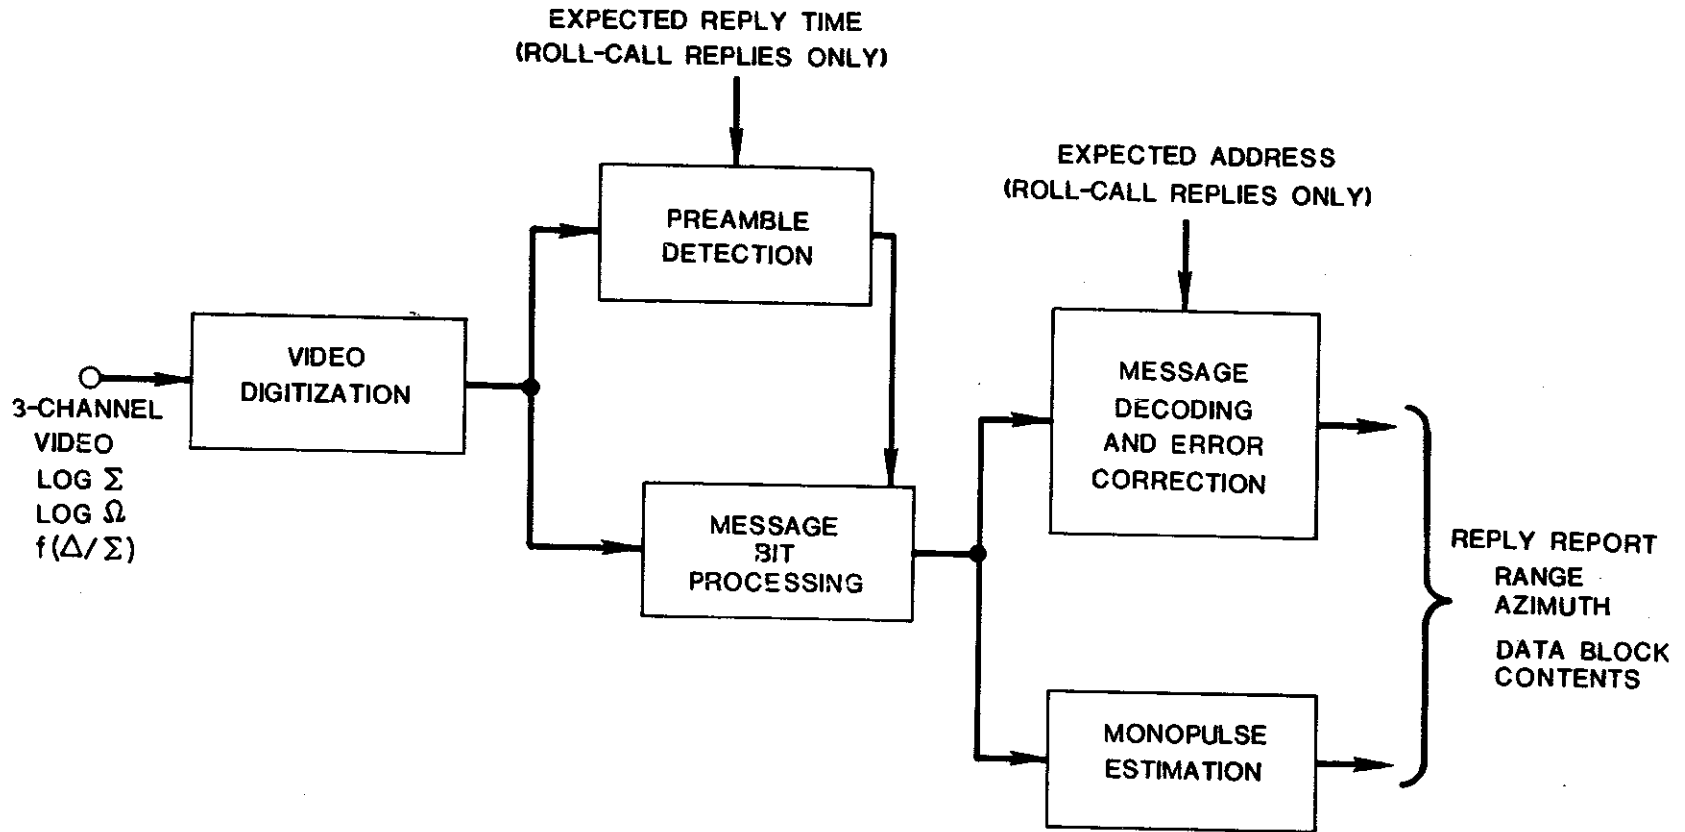 EXPECTED REPLY TIME
(ROLL-CALL REPLIES ONLY)
EXPECTED ADDRESS
(ROLL-CALL REPLIES ONLY)
PREAMBLE
DETECTION
VIDEO
DIGITIZATION
3-CHANNEL
VIDEO
LOG Σ
LOG Ω
f(Δ/Σ)
MESSAGE
BIT
PROCESSING
MESSAGE
DECODING
AND ERROR
CORRECTION
MONOPULSE
ESTIMATION
REPLY REPORT
RANGE
AZIMUTH
DATA BLOCK
CONTENTS